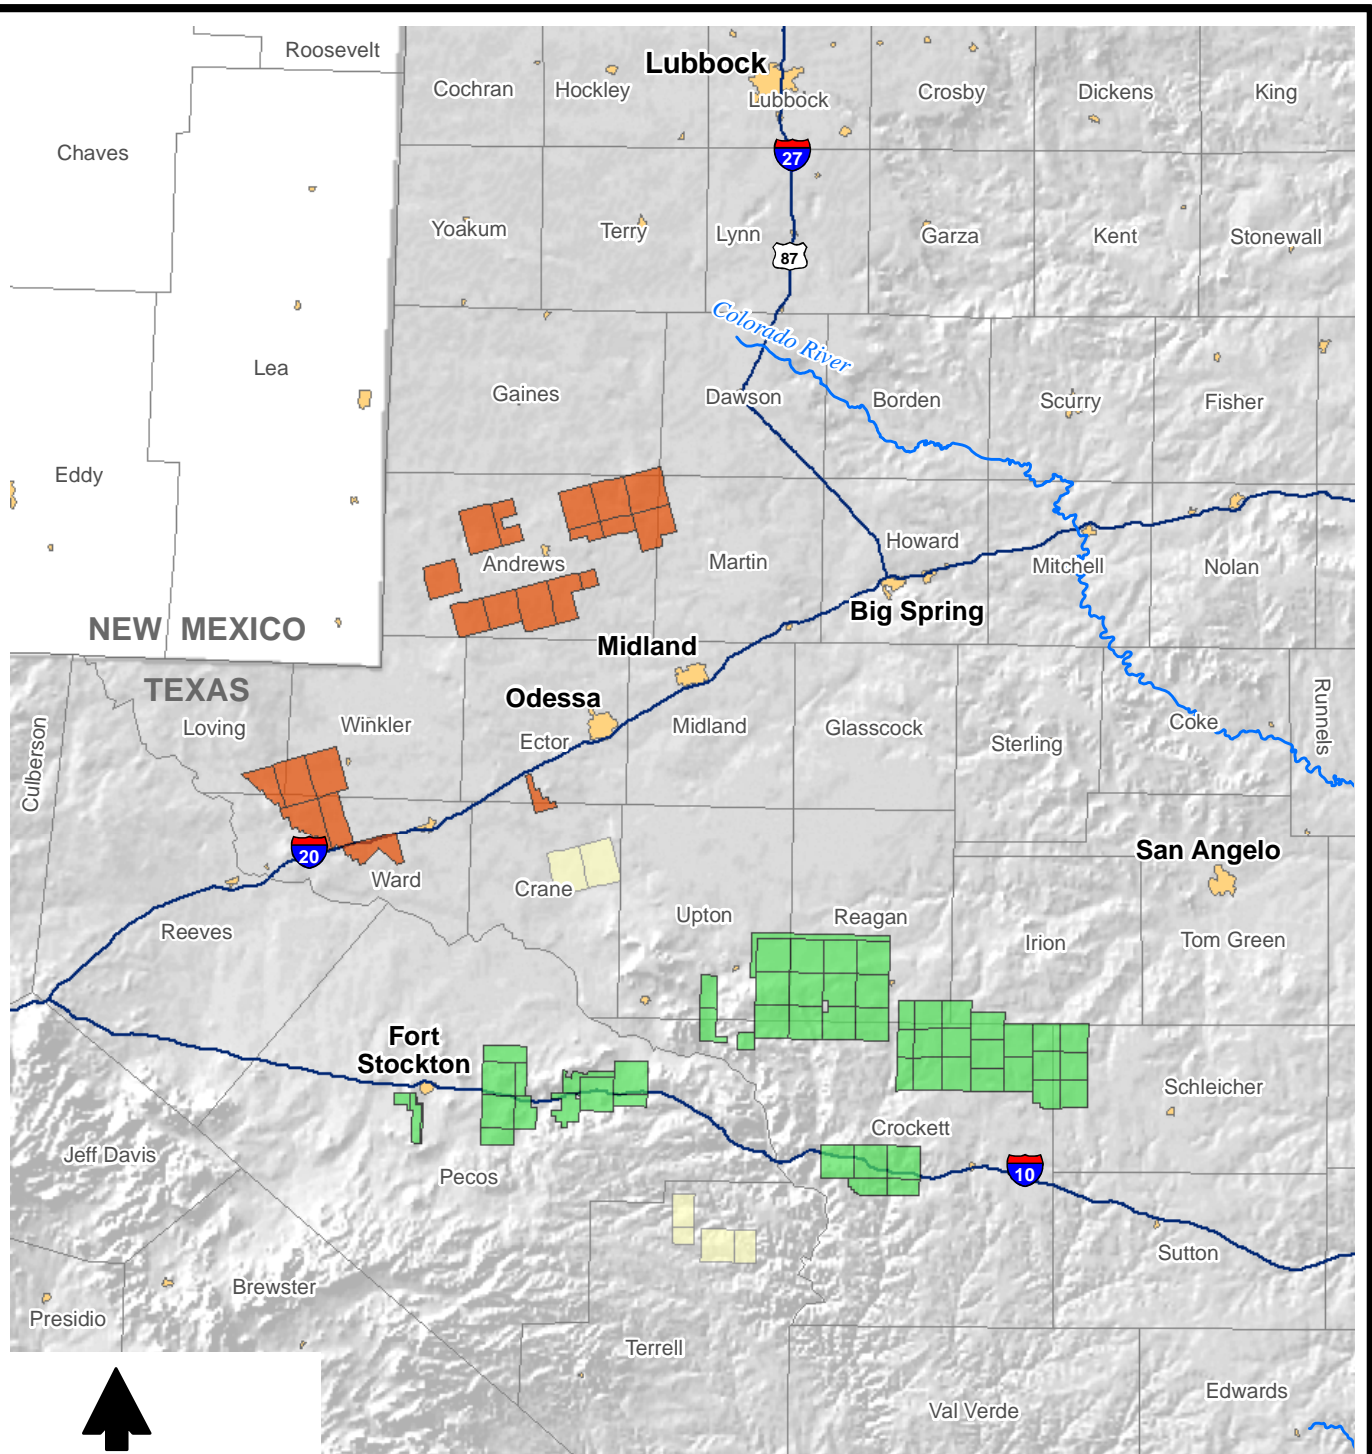 Roosevelt
Lubbock
Cochran
Hockley
Lubbock
Crosby
Dickens
King
Chaves
27
Yoakum
Terry
Lynn
Garza
Kent
Stonewall
87
Colorado River
Lea
Gaines
Dawson
Borden
Scurry
Fisher
Eddy
Andrews
Martin
Howard
Mitchell
Nolan
Big Spring
NEW MEXICO
Midland
TEXAS
Odessa
Loving
Winkler
Ector
Midland
Glasscock
Sterling
Coke
Runnels
Culberson
20
San Angelo
Ward
Crane
Upton
Reagan
Irion
Tom Green
Reeves
Fort
Stockton
Schleicher
Crockett
Jeff Davis
Pecos
10
Sutton
Brewster
Presidio
Terrell
Edwards
Val Verde